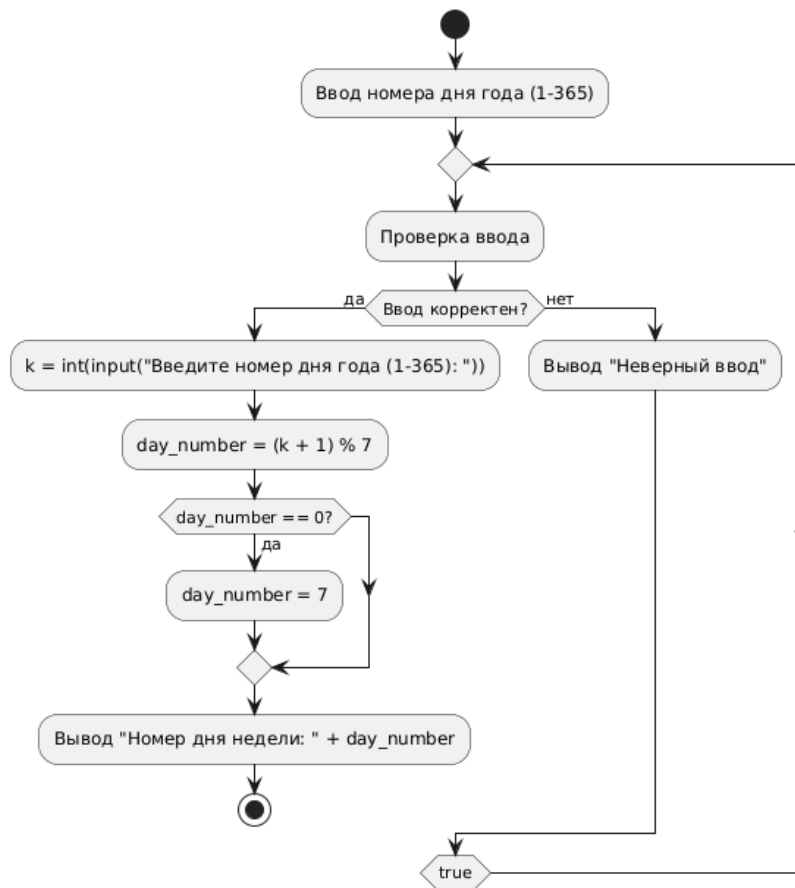 Ввод номера дня года (1-365)
Проверка ввода
да
Ввод корректен?
нет
k = int(input("Введите номер дня года (1-365): "))
Вывод "Неверный ввод"
day_number = (k + 1) % 7
day_number == 0?
да
day_number = 7
Вывод "Номер дня недели: " + day_number
true